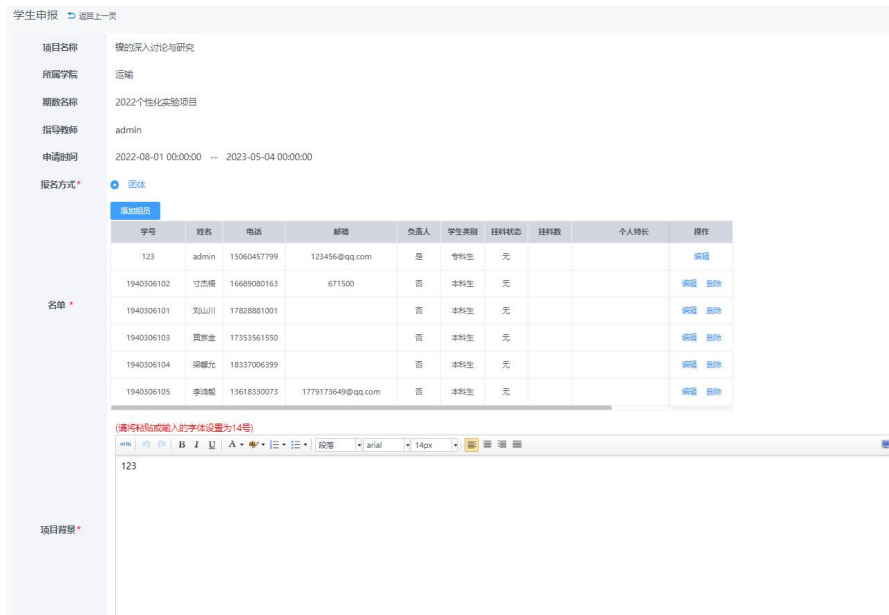 学生申报 返回上一页
项目名称 镍的深入讨论与研究
所属学院 运输
期数名称 2022个性化实验项目
指导教师 admin
申请时间 2022-08-01 00:00:00 -- 2023-05-04 00:00:00
报名方式* 团体
添加组员
学号 姓名 电话 邮箱 负责人 学生类别 挂科状态 挂科数 个人特长 操作
123 admin 15060457799 123456@qq.com 是 专科生 无 编辑
1940306102 寸杰梧 16689080163 671500 否 本科生 无 编辑 删除
名单 *
1940306101 刘山川 17828881001 否 本科生 无 编辑 删除
1940306103 黄京金 17353561550 否 本科生 无 编辑 删除
1940306104 梁馨允 18337006399 否 本科生 无 编辑 删除
1940306105 李鸿毅 13618330073 1779173649@qq.com 否 本科生 无 编辑 删除
(请将粘贴或输入的字体设置为14号)
HTML B I U A 段落 arial 14px
123
项目背景*